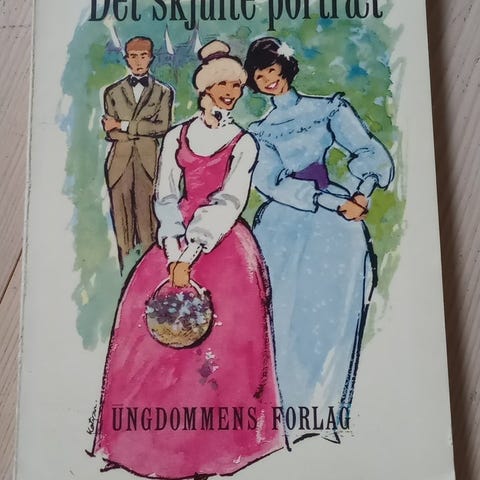 Det skjulte portræt
UNGDOMMENS FORLAG